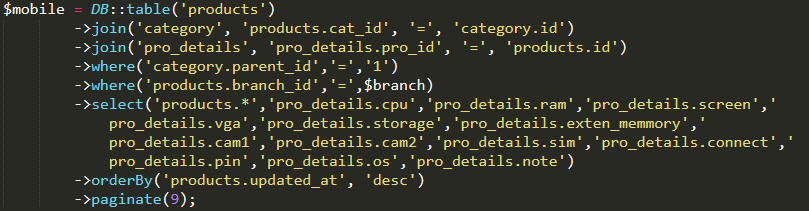 $mobile = DB::table('products')
->join('category', 'products.cat_id', '=', 'category.id')
->join('pro_details', 'pro_details.pro_id', '=', 'products.id')
->where('category.parent_id','=','1')
->where('products.branch_id','=',$branch)
->select('products.*','pro_details.cpu','pro_details.ram','pro_details.screen','
pro_details.vga','pro_details.storage','pro_details.exten_memmory','
pro_details.cam1','pro_details.cam2','pro_details.sim','pro_details.connect','
pro_details.pin','pro_details.os','pro_details.note')
->orderBy('products.updated_at', 'desc')
->paginate(9);